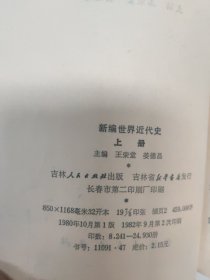 新编世界近代史
上册
主编 王荣堂 姜德昌
吉林人民出版社出版 吉林省新华书店发行
长春市第二印刷厂印刷
850×1168毫米32开本 19⅞印张 插页2 459,000字
1980年10月第1版 1982年9月第2次印刷
印数：8,241—24,930册
书号：11091·47 定价：2.05元